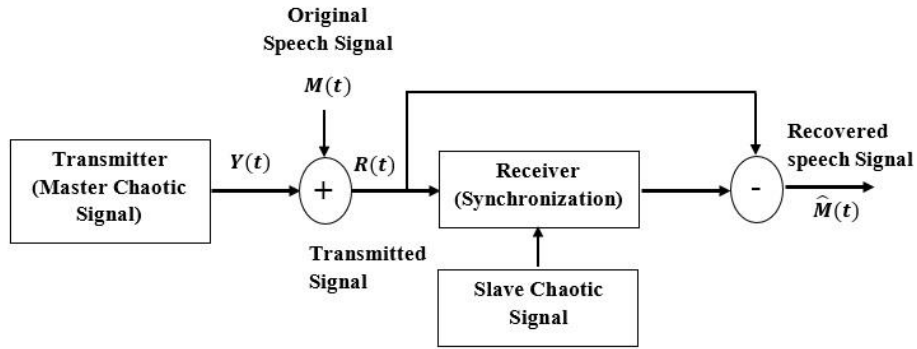 Original
Speech Signal
M(t)
Transmitter
(Master Chaotic
Signal)
Y(t)
+
R(t)
Transmitted
Signal
Receiver
(Synchronization)
Slave Chaotic
Signal
-
Recovered
speech Signal
M̂(t)